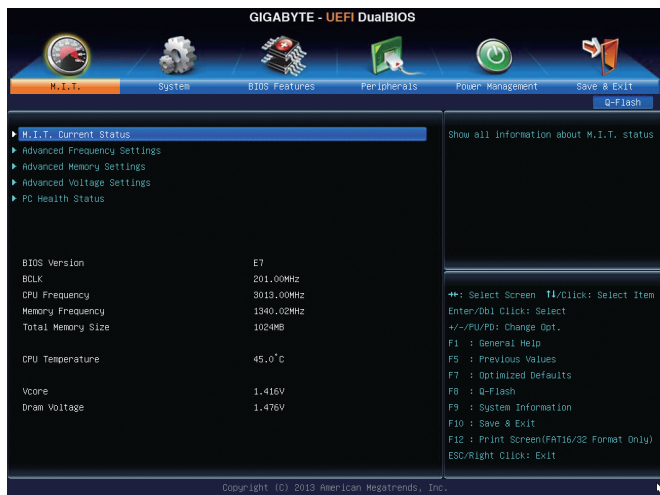 GIGABYTE - UEFI DualBIOS
M.I.T.
System
BIOS Features
Peripherals
Power Management
Save & Exit
Q-Flash
M.I.T. Current Status
Advanced Frequency Settings
Advanced Memory Settings
Advanced Voltage Settings
PC Health Status
BIOS Version E7
BCLK 201.00MHz
CPU Frequency 3013.00MHz
Memory Frequency 1340.02MHz
Total Memory Size 1024MB
CPU Temperature 45.0°C
Vcore 1.416V
Dram Voltage 1.476V
Show all information about M.I.T. status
→←: Select Screen ↑↓/Click: Select Item
Enter/Dbl Click: Select
+/-/PU/PD: Change Opt.
F1 : General Help
F5 : Previous Values
F7 : Optimized Defaults
F8 : Q-Flash
F9 : System Information
F10 : Save & Exit
F12 : Print Screen(FAT16/32 Format Only)
ESC/Right Click: Exit
Copyright (C) 2013 American Megatrends, Inc.